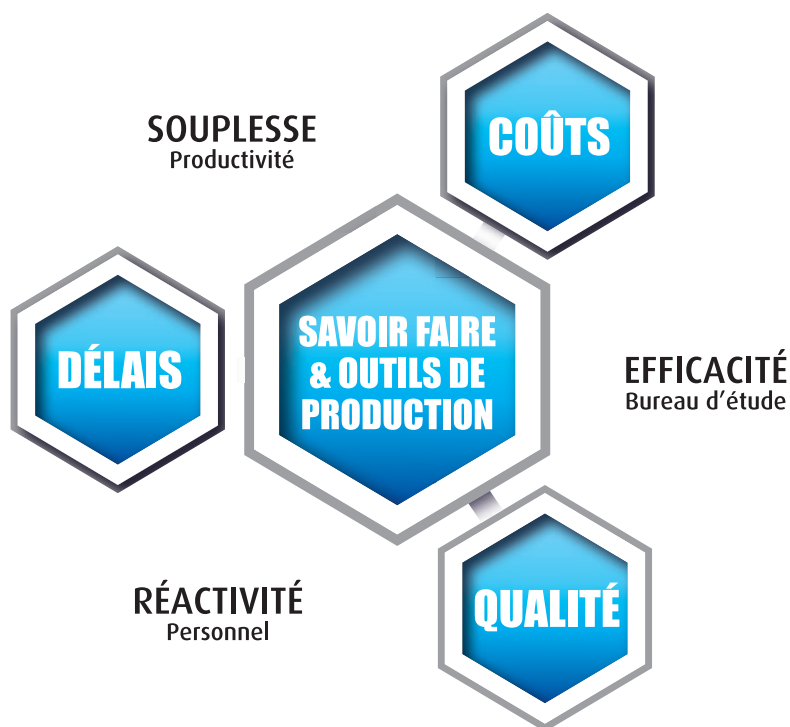 SOUPLESSE
Productivité
COÛTS
DÉLAIS
SAVOIR FAIRE
& OUTILS DE
PRODUCTION
EFFICACITÉ
Bureau d'étude
RÉACTIVITÉ
Personnel
QUALITÉ